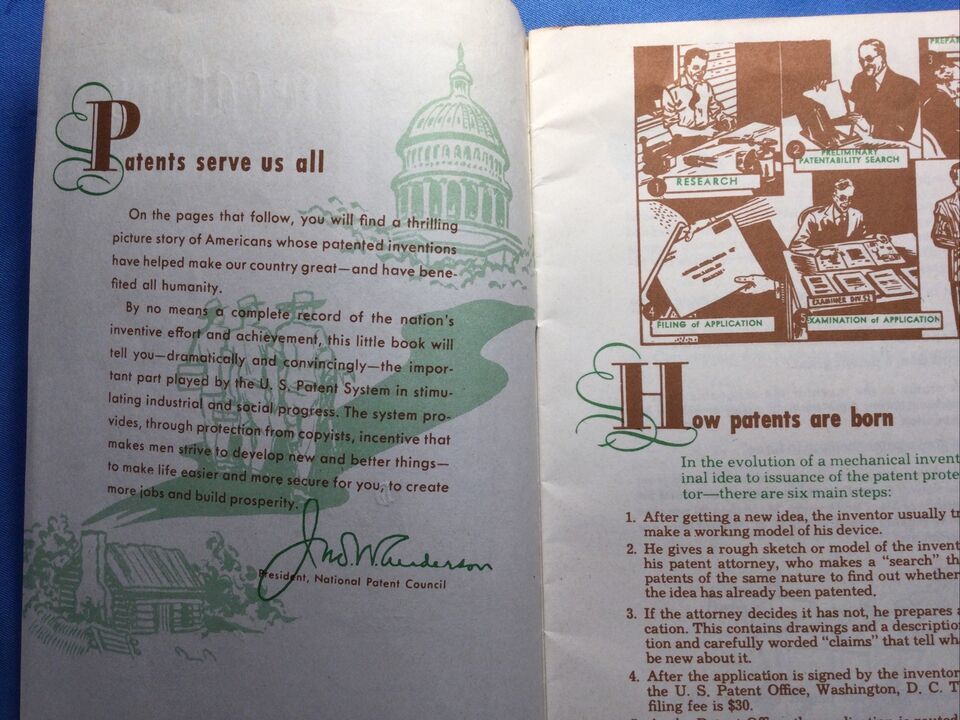 Patents serve us all
On the pages that follow, you will find a thrilling
picture story of Americans whose patented inventions
have helped make our country great—and have bene-
fited all humanity.
By no means a complete record of the nation's
inventive effort and achievement, this little book will
tell you—dramatically and convincingly—the impor-
tant part played by the U. S. Patent System in stimu-
lating industrial and social progress. The system pro-
vides, through protection from copyists, incentive that
makes men strive to develop new and better things—
to make life easier and more secure for you, to create
more jobs and build prosperity.
Jno. W. Anderson
President, National Patent Council
1 RESEARCH
2 PRELIMINARY
PATENTABILITY SEARCH
3 PREPAR
4 FILING of APPLICATION
EXAMINER DIV. 52
5 EXAMINATION of APPLICATION
How patents are born
In the evolution of a mechanical invent
inal idea to issuance of the patent prote
tor—there are six main steps:
1. After getting a new idea, the inventor usually tr
make a working model of his device.
2. He gives a rough sketch or model of the invent
his patent attorney, who makes a "search" th
patents of the same nature to find out whether
the idea has already been patented.
3. If the attorney decides it has not, he prepares a
cation. This contains drawings and a descriptio
tion and carefully worded "claims" that tell wh
be new about it.
4. After the application is signed by the inventor
the U. S. Patent Office, Washington, D. C. T
filing fee is $30.